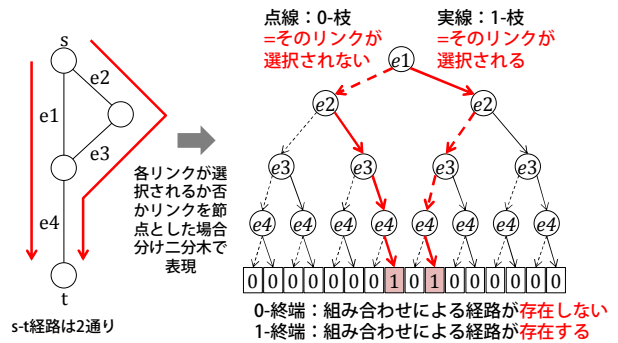 s
e2
e1
e3
e4
t
s-t経路は2通り
各リンクが選
択されるか否
かリンクを節
点とした場合
分け二分木で
表現
点線：0-枝
=そのリンクが
選択されない
実線：1-枝
=そのリンクが
選択される
e1
e2 e2
e3 e3 e3 e3
e4 e4 e4 e4 e4 e4 e4 e4
0 0 0 0 0 0 0 1 0 1 0 0 0 0 0 0
0-終端：組み合わせによる経路が存在しない
1-終端：組み合わせによる経路が存在する